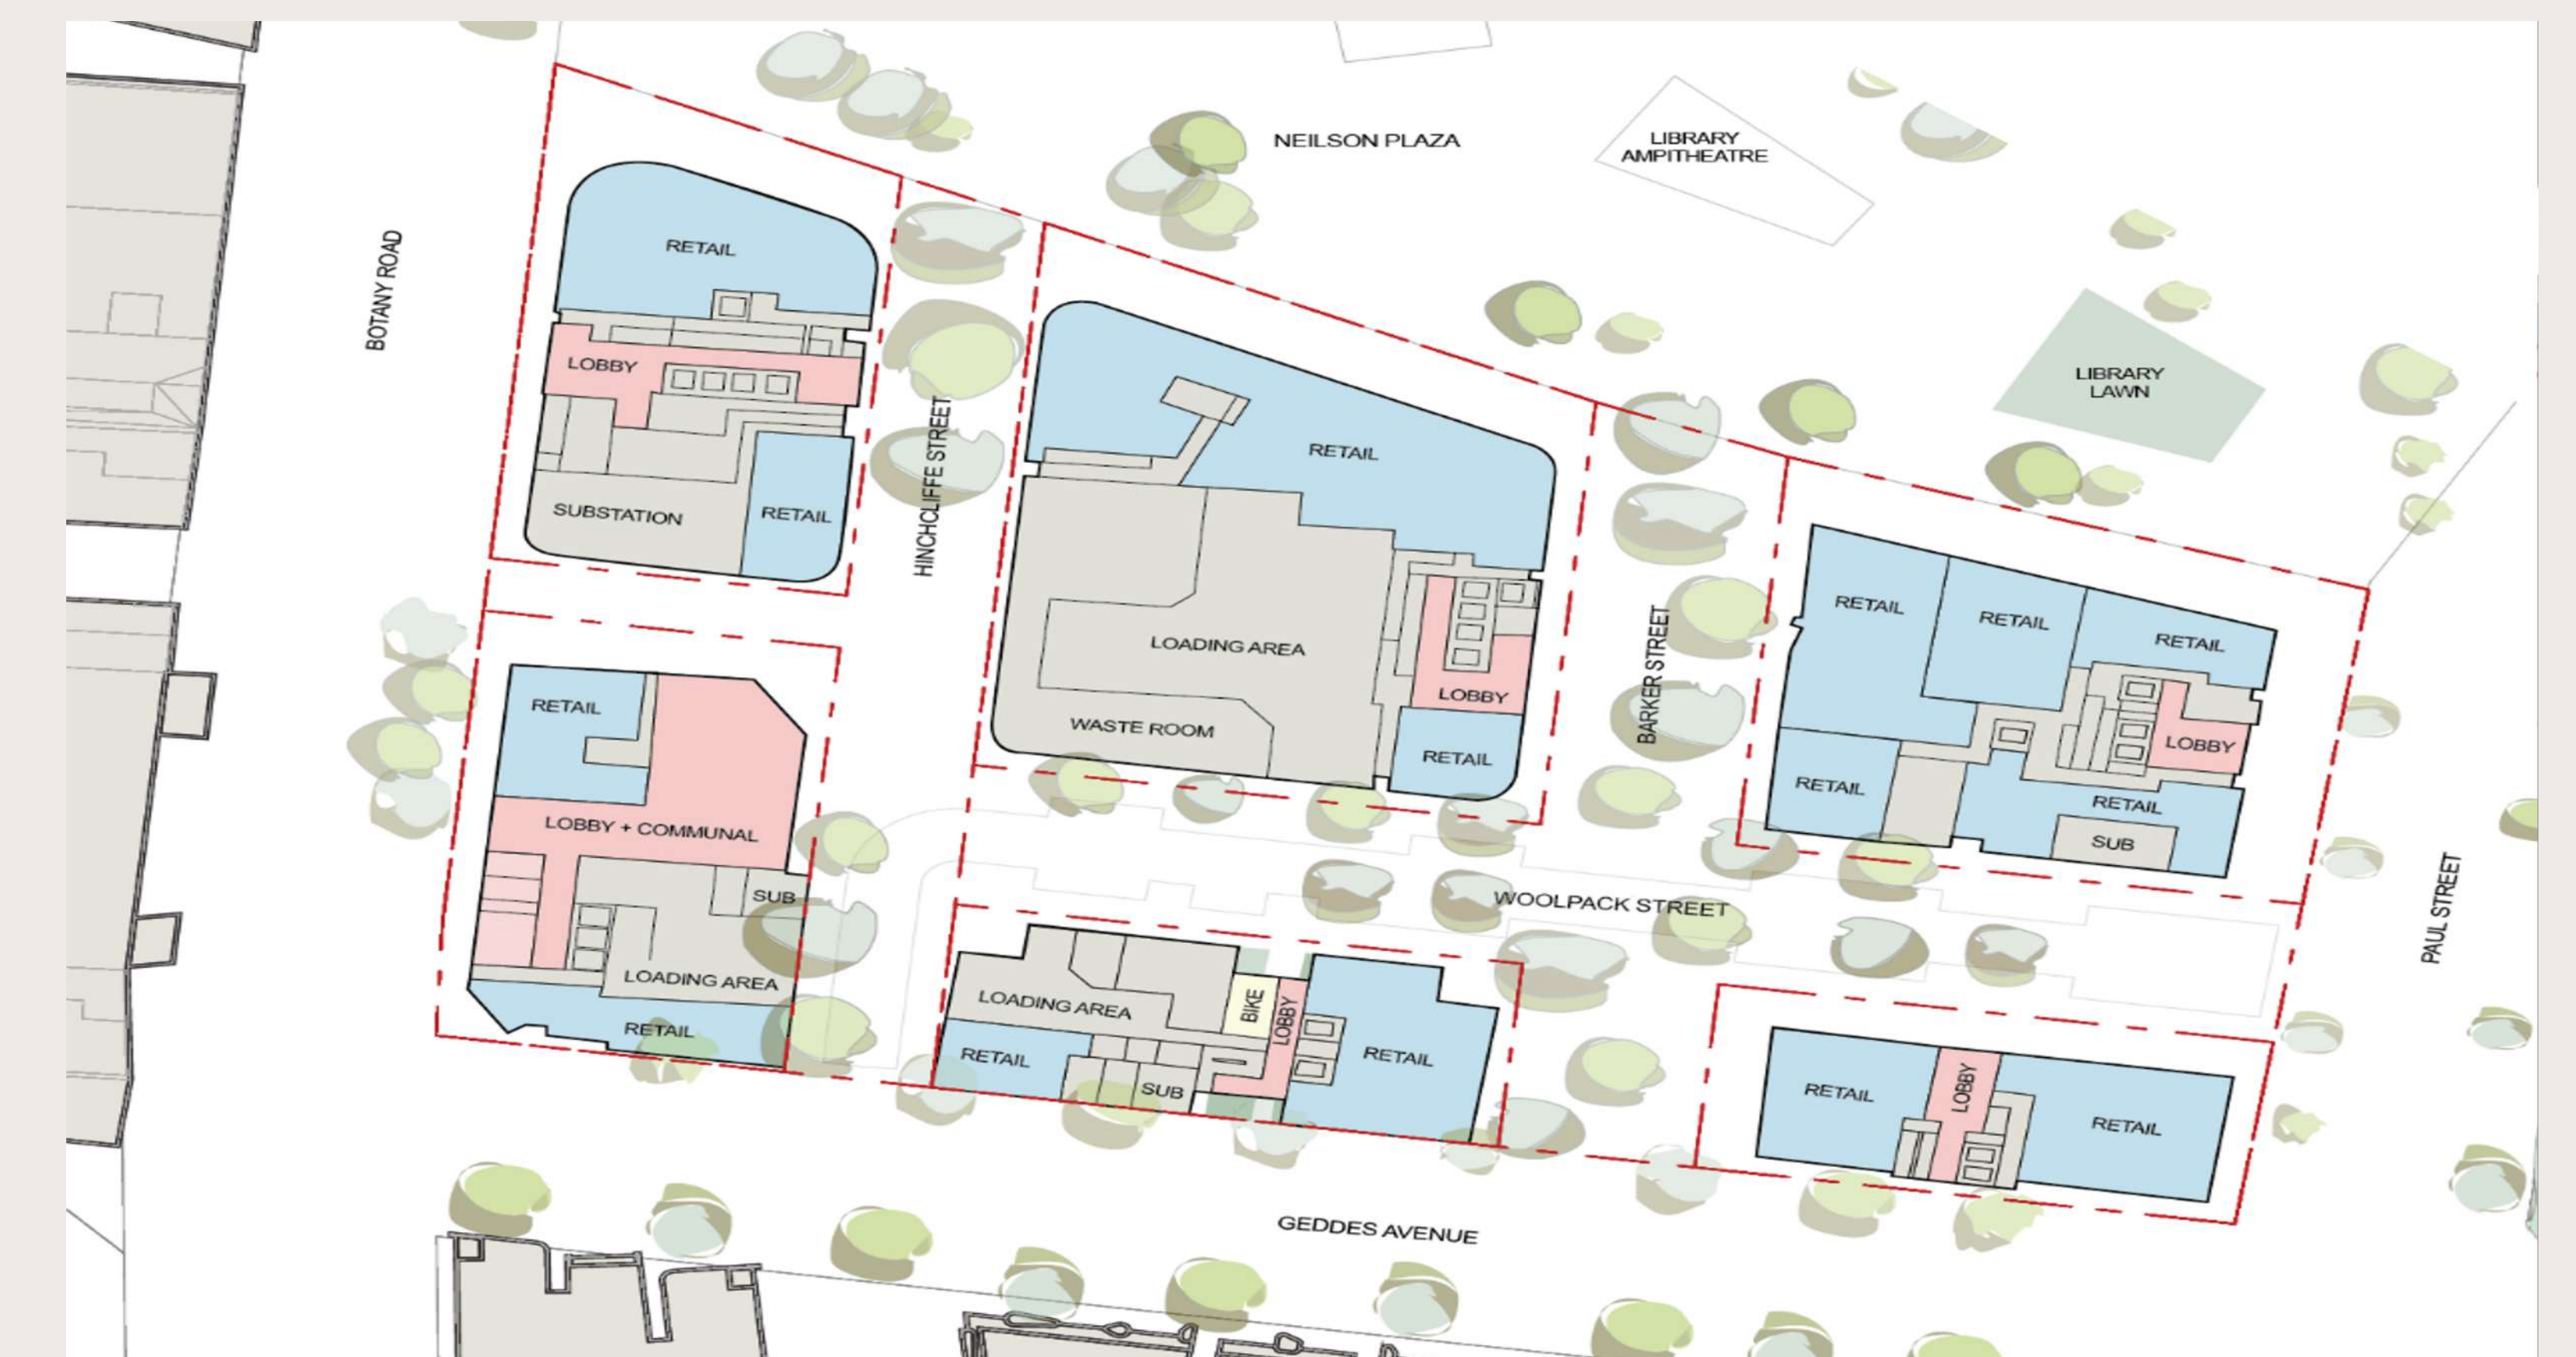 NEILSON PLAZA
LIBRARY
AMPITHEATRE
BOTANY ROAD
RETAIL
LOBBY
SUBSTATION
RETAIL
HINCHCLIFFE STREET
RETAIL
LOADING AREA
LOBBY
WASTE ROOM
RETAIL
BARKER STREET
LIBRARY
LAWN
RETAIL
RETAIL
RETAIL
LOBBY
RETAIL
RETAIL
SUB
RETAIL
LOBBY + COMMUNAL
SUB
LOADING AREA
RETAIL
WOOLPACK STREET
PAUL STREET
LOADING AREA
BIKE
LOBBY
RETAIL
RETAIL
SUB
RETAIL
LOBBY
RETAIL
GEDDES AVENUE